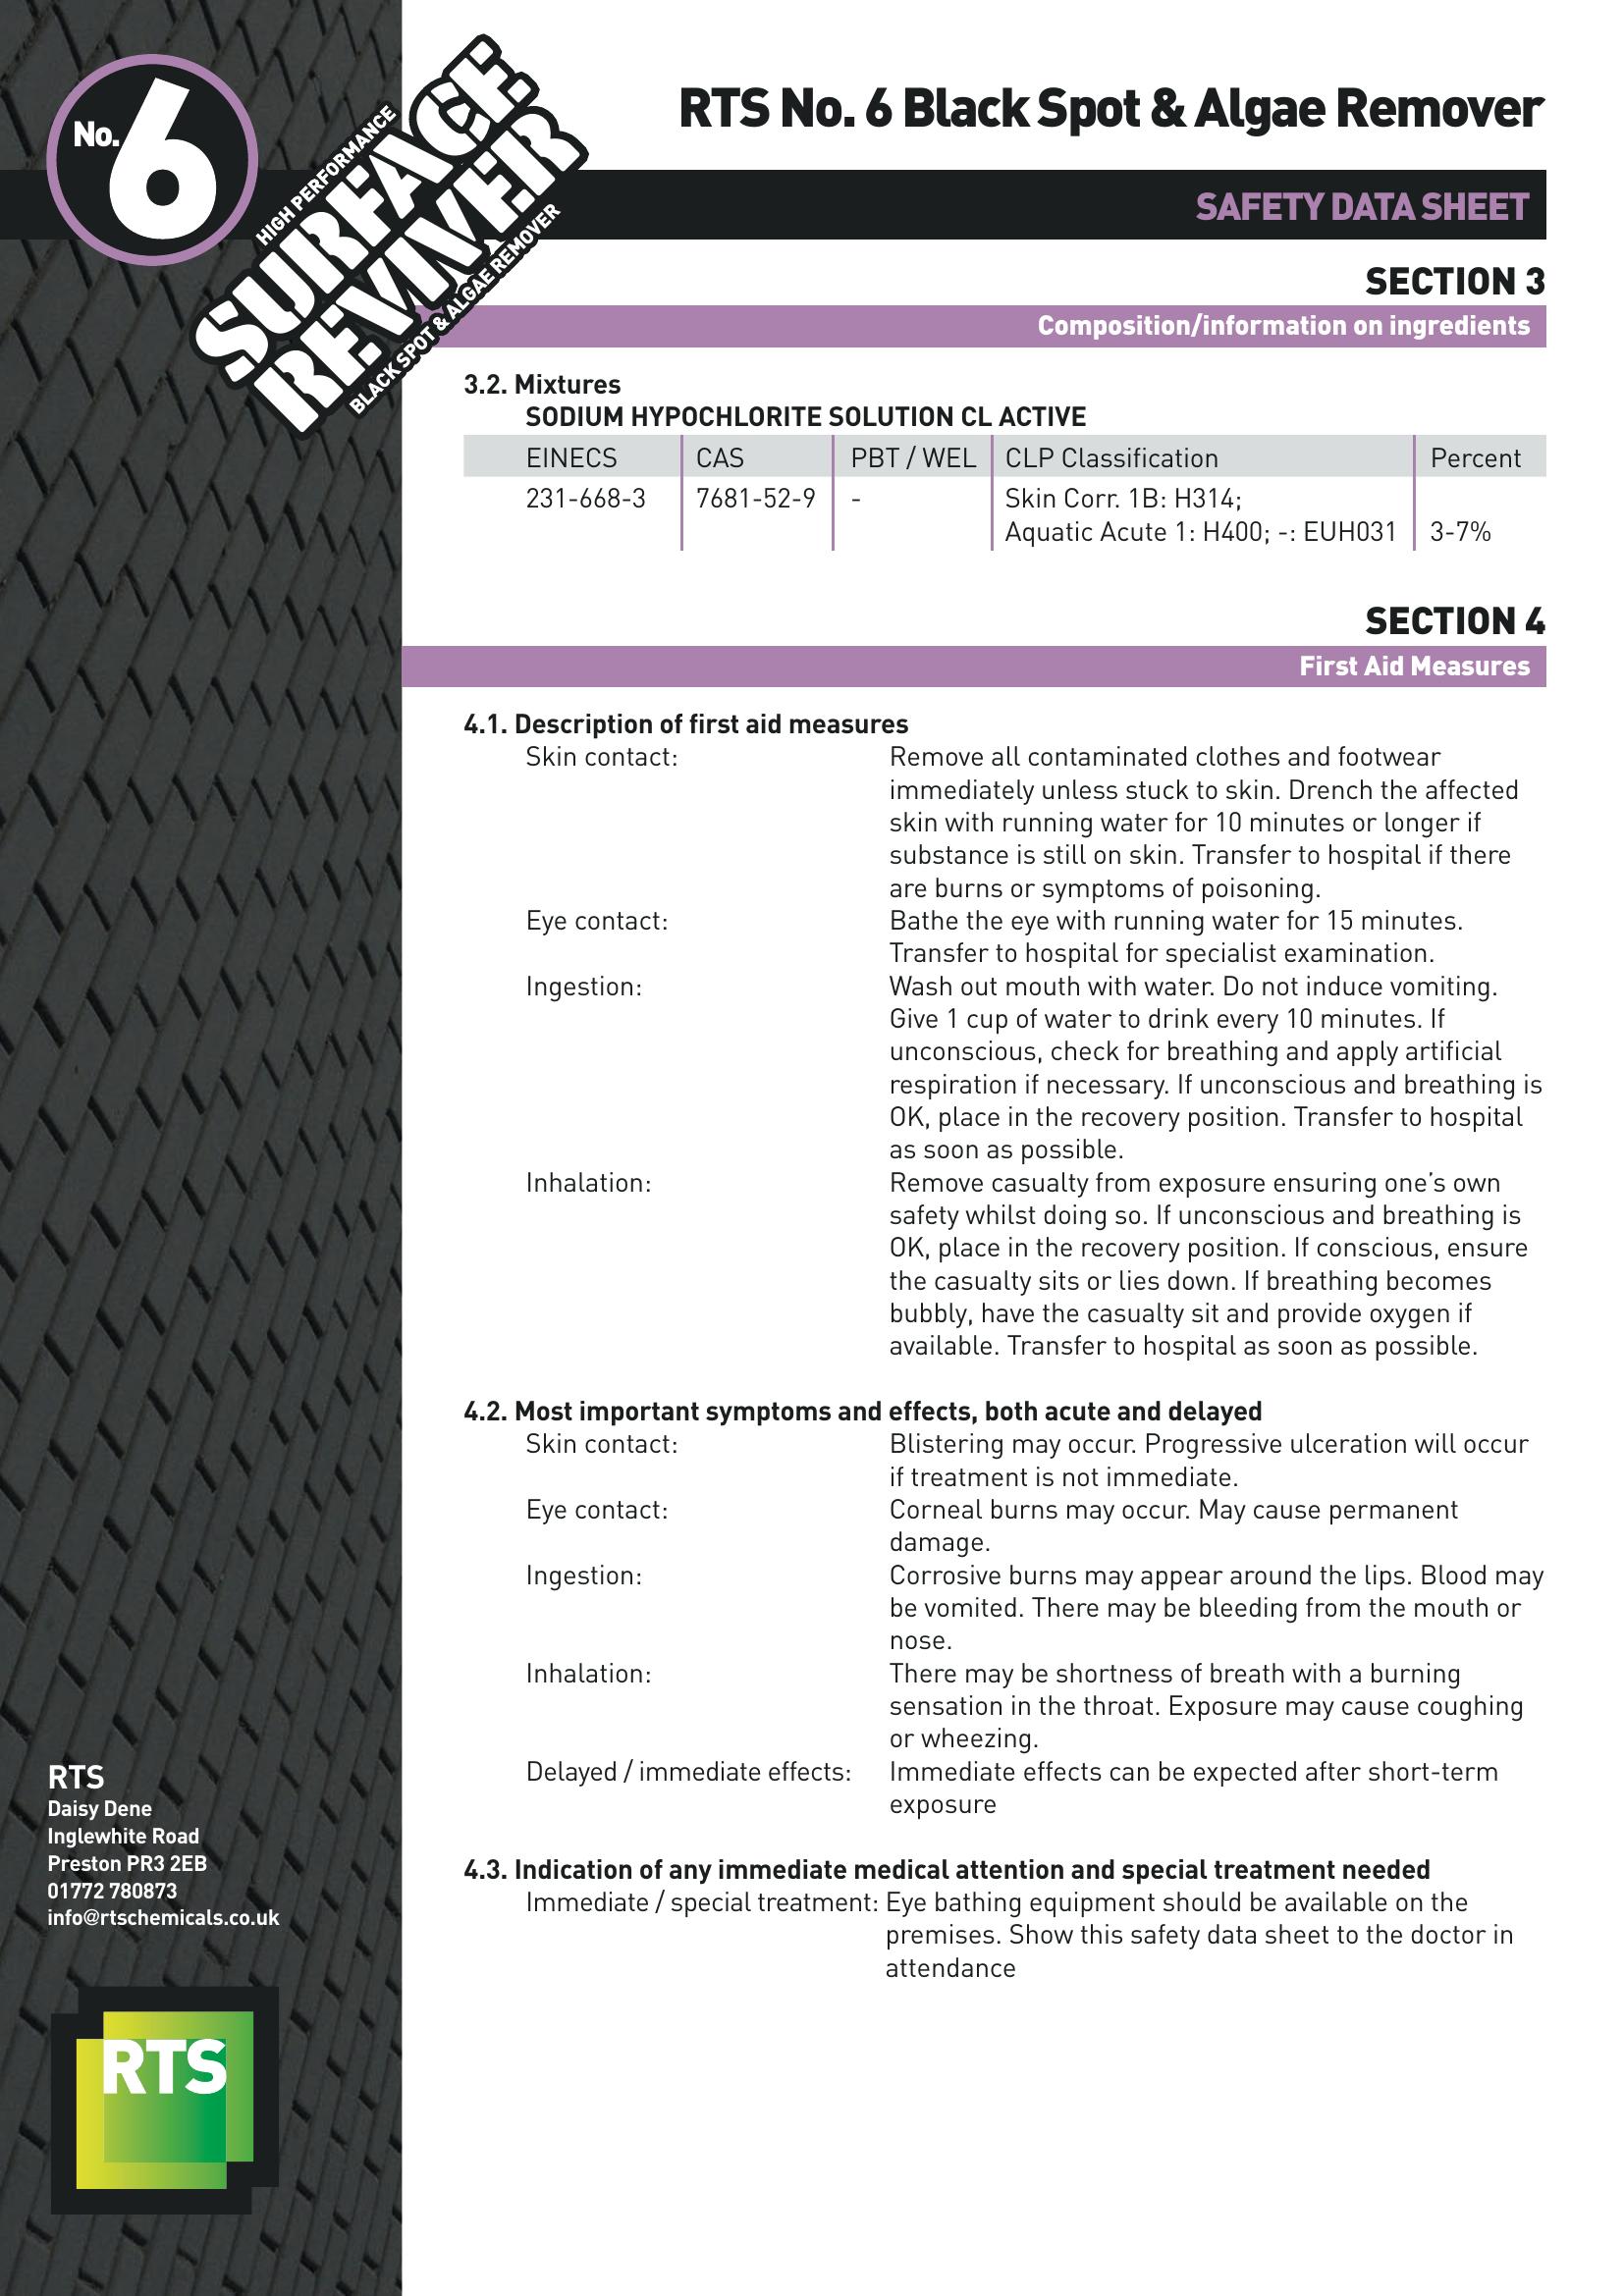 No. 6
HIGH PERFORMANCE
SURFACE
REVIVER
BLACK SPOT & ALGAE REMOVER
RTS No. 6 Black Spot & Algae Remover
SAFETY DATA SHEET
SECTION 3
Composition/information on ingredients
3.2. Mixtures
SODIUM HYPOCHLORITE SOLUTION CL ACTIVE
EINECS CAS PBT / WEL CLP Classification Percent
231-668-3 7681-52-9 - Skin Corr. 1B: H314;
Aquatic Acute 1: H400; -: EUH031 3-7%
SECTION 4
First Aid Measures
4.1. Description of first aid measures
Skin contact: Remove all contaminated clothes and footwear
immediately unless stuck to skin. Drench the affected
skin with running water for 10 minutes or longer if
substance is still on skin. Transfer to hospital if there
are burns or symptoms of poisoning.
Eye contact: Bathe the eye with running water for 15 minutes.
Transfer to hospital for specialist examination.
Ingestion: Wash out mouth with water. Do not induce vomiting.
Give 1 cup of water to drink every 10 minutes. If
unconscious, check for breathing and apply artificial
respiration if necessary. If unconscious and breathing is
OK, place in the recovery position. Transfer to hospital
as soon as possible.
Inhalation: Remove casualty from exposure ensuring one’s own
safety whilst doing so. If unconscious and breathing is
OK, place in the recovery position. If conscious, ensure
the casualty sits or lies down. If breathing becomes
bubbly, have the casualty sit and provide oxygen if
available. Transfer to hospital as soon as possible.
4.2. Most important symptoms and effects, both acute and delayed
Skin contact: Blistering may occur. Progressive ulceration will occur
if treatment is not immediate.
Eye contact: Corneal burns may occur. May cause permanent
damage.
Ingestion: Corrosive burns may appear around the lips. Blood may
be vomited. There may be bleeding from the mouth or
nose.
Inhalation: There may be shortness of breath with a burning
sensation in the throat. Exposure may cause coughing
or wheezing.
Delayed / immediate effects: Immediate effects can be expected after short-term
exposure
4.3. Indication of any immediate medical attention and special treatment needed
Immediate / special treatment: Eye bathing equipment should be available on the
premises. Show this safety data sheet to the doctor in
attendance
RTS
Daisy Dene
Inglewhite Road
Preston PR3 2EB
01772 780873
info@rtschemicals.co.uk
RTS